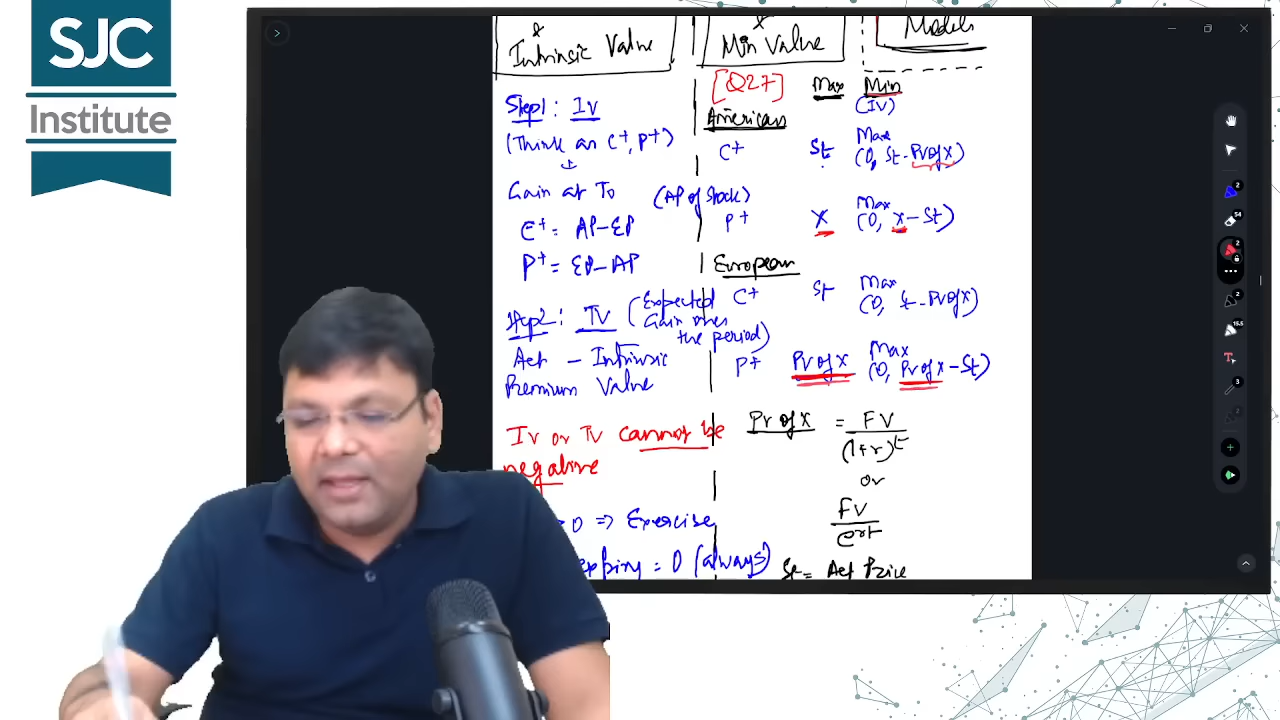 SJC
Institute
& Intrinsic Value
Step1: IV
(Think as C+, P+)
Gain at To
(AP of Stock)
C+ = AP-EP
P+ = EP-AP
Step2: TV (Expected Gain over the period)
Act Premium - Intrinsic Value
IV or TV cannot be
negative
0 => Exercise
= 0 (always)
& Min Value
[Q27]
Max Min
(IV)
American
C+ St Max (0, St-PV of X)
P+ X Max (0, X-St)
European
C+ St Max (0, St-PV of X)
P+ PV of X Max (0, PV of X-St)
PV of X = FV
(1+r)^t
or
FV
e^rt
St = Act Price
Models